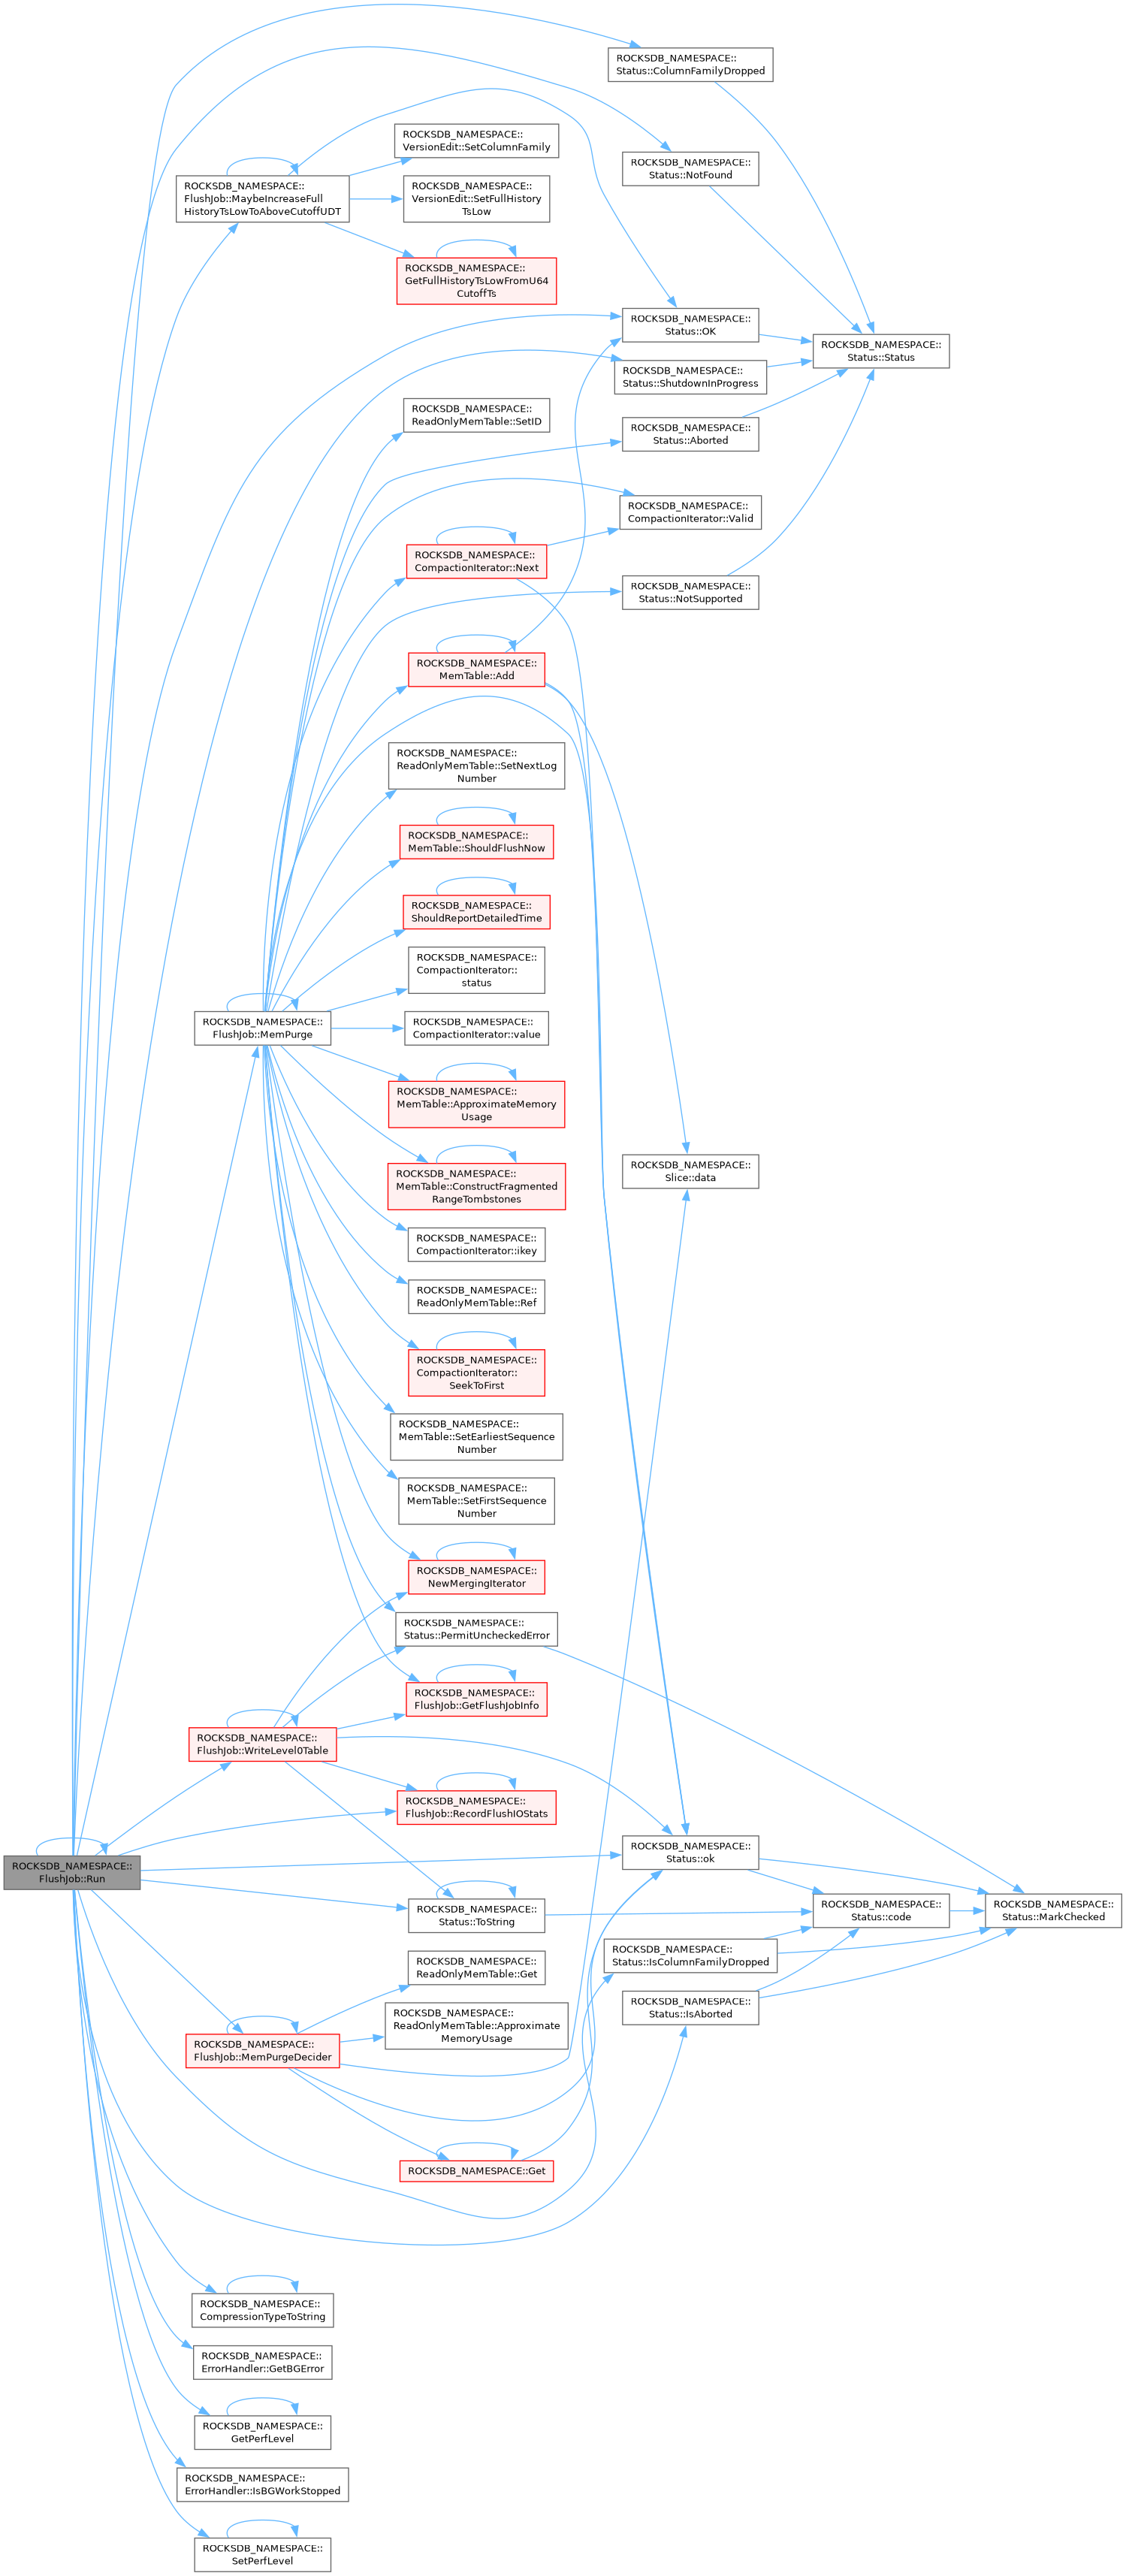 ROCKSDB_NAMESPACE::
Status::ColumnFamilyDropped
ROCKSDB_NAMESPACE::
VersionEdit::SetColumnFamily
ROCKSDB_NAMESPACE::
Status::NotFound
ROCKSDB_NAMESPACE::
FlushJob::MaybeIncreaseFull
HistoryTsLowToAboveCutoffUDT
ROCKSDB_NAMESPACE::
VersionEdit::SetFullHistory
TsLow
ROCKSDB_NAMESPACE::
GetFullHistoryTsLowFromU64
CutoffTs
ROCKSDB_NAMESPACE::
Status::OK
ROCKSDB_NAMESPACE::
Status::Status
ROCKSDB_NAMESPACE::
Status::ShutdownInProgress
ROCKSDB_NAMESPACE::
ReadOnlyMemTable::SetID
ROCKSDB_NAMESPACE::
Status::Aborted
ROCKSDB_NAMESPACE::
CompactionIterator::Valid
ROCKSDB_NAMESPACE::
CompactionIterator::Next
ROCKSDB_NAMESPACE::
Status::NotSupported
ROCKSDB_NAMESPACE::
MemTable::Add
ROCKSDB_NAMESPACE::
ReadOnlyMemTable::SetNextLog
Number
ROCKSDB_NAMESPACE::
MemTable::ShouldFlushNow
ROCKSDB_NAMESPACE::
ShouldReportDetailedTime
ROCKSDB_NAMESPACE::
CompactionIterator::
status
ROCKSDB_NAMESPACE::
FlushJob::MemPurge
ROCKSDB_NAMESPACE::
CompactionIterator::value
ROCKSDB_NAMESPACE::
MemTable::ApproximateMemory
Usage
ROCKSDB_NAMESPACE::
Slice::data
ROCKSDB_NAMESPACE::
MemTable::ConstructFragmented
RangeTombstones
ROCKSDB_NAMESPACE::
CompactionIterator::ikey
ROCKSDB_NAMESPACE::
ReadOnlyMemTable::Ref
ROCKSDB_NAMESPACE::
CompactionIterator::
SeekToFirst
ROCKSDB_NAMESPACE::
MemTable::SetEarliestSequence
Number
ROCKSDB_NAMESPACE::
MemTable::SetFirstSequence
Number
ROCKSDB_NAMESPACE::
NewMergingIterator
ROCKSDB_NAMESPACE::
Status::PermitUncheckedError
ROCKSDB_NAMESPACE::
FlushJob::GetFlushJobInfo
ROCKSDB_NAMESPACE::
FlushJob::WriteLevel0Table
ROCKSDB_NAMESPACE::
FlushJob::RecordFlushIOStats
ROCKSDB_NAMESPACE::
FlushJob::Run
ROCKSDB_NAMESPACE::
Status::ok
ROCKSDB_NAMESPACE::
Status::ToString
ROCKSDB_NAMESPACE::
Status::code
ROCKSDB_NAMESPACE::
Status::MarkChecked
ROCKSDB_NAMESPACE::
Status::IsColumnFamilyDropped
ROCKSDB_NAMESPACE::
ReadOnlyMemTable::Get
ROCKSDB_NAMESPACE::
Status::IsAborted
ROCKSDB_NAMESPACE::
ReadOnlyMemTable::Approximate
MemoryUsage
ROCKSDB_NAMESPACE::
FlushJob::MemPurgeDecider
ROCKSDB_NAMESPACE::Get
ROCKSDB_NAMESPACE::
CompressionTypeToString
ROCKSDB_NAMESPACE::
ErrorHandler::GetBGError
ROCKSDB_NAMESPACE::
GetPerfLevel
ROCKSDB_NAMESPACE::
ErrorHandler::IsBGWorkStopped
ROCKSDB_NAMESPACE::
SetPerfLevel